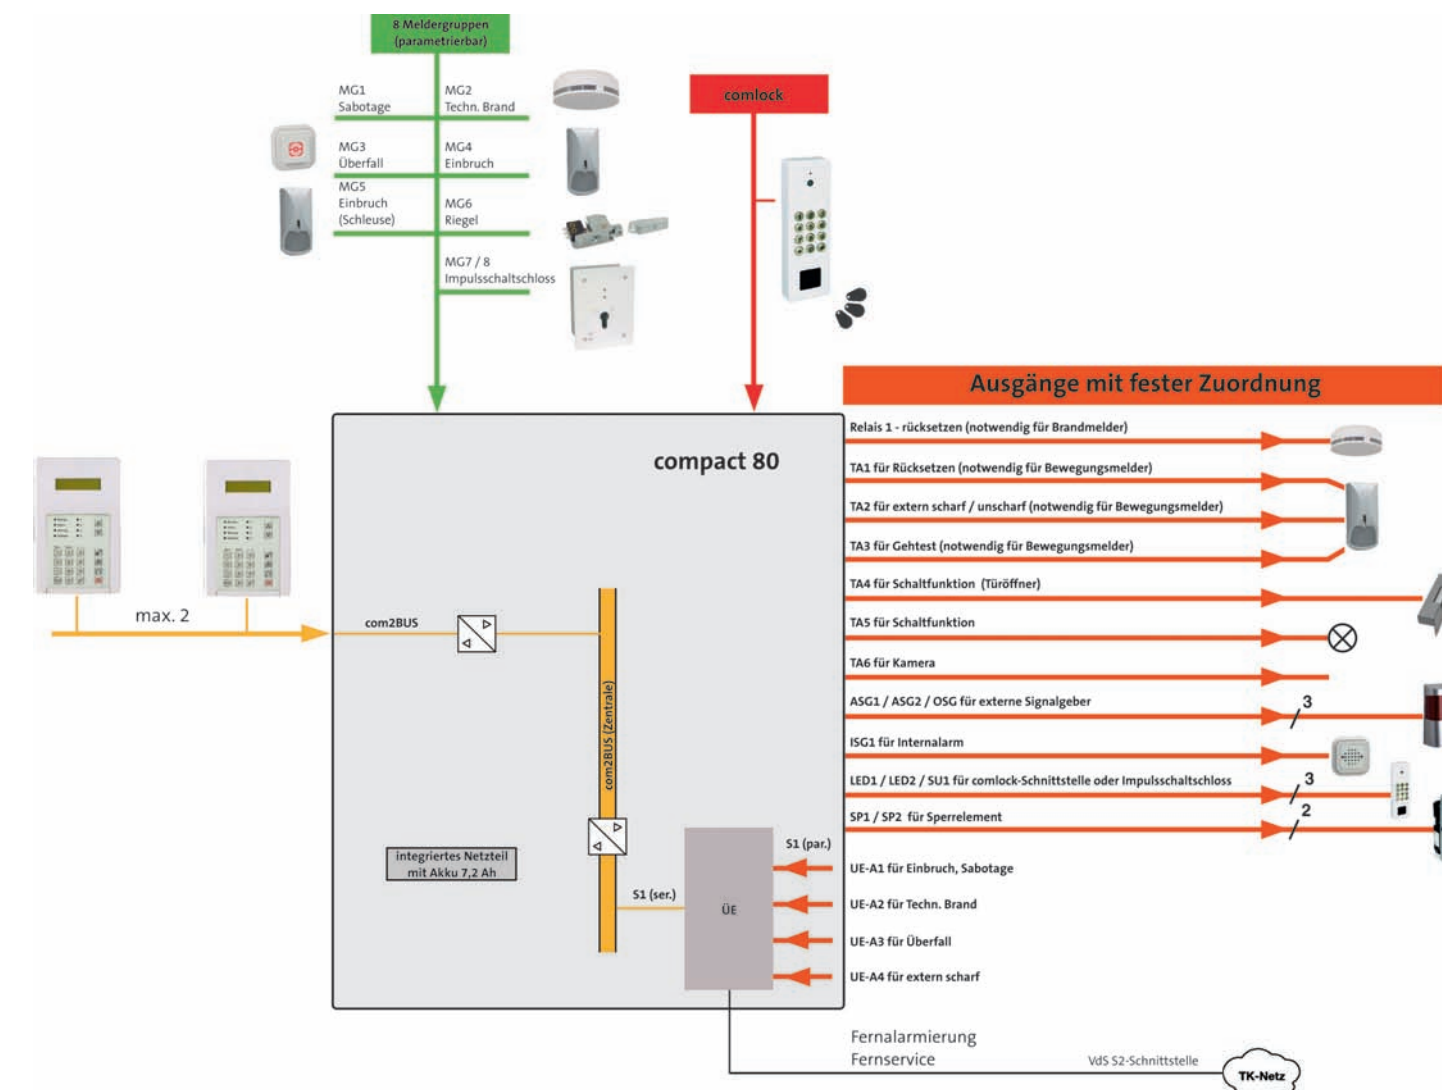 8 Meldergruppen
(parametrierbar)
MG1
Sabotage
MG2
Techn. Brand
MG3
Überfall
MG4
Einbruch
MG5
Einbruch
(Schleuse)
MG6
Riegel
MG7 / 8
Impulsschaltschloss
comlock
Ausgänge mit fester Zuordnung
compact 80
Relais 1 - rücksetzen (notwendig für Brandmelder)
TA1 für Rücksetzen (notwendig für Bewegungsmelder)
TA2 für extern scharf / unscharf (notwendig für Bewegungsmelder)
TA3 für Gehtest (notwendig für Bewegungsmelder)
TA4 für Schaltfunktion (Türöffner)
TA5 für Schaltfunktion
TA6 für Kamera
ASG1 / ASG2 / OSG für externe Signalgeber
3
ISG1 für Internalarm
LED1 / LED2 / SU1 für comlock-Schnittstelle oder Impulsschaltschloss
3
SP1 / SP2 für Sperrelement
2
max. 2
com2BUS
com2BUS (Zentrale)
integriertes Netzteil
mit Akku 7,2 Ah
S1 (ser.)
ÜE
S1 (par.)
UE-A1 für Einbruch, Sabotage
UE-A2 für Techn. Brand
UE-A3 für Überfall
UE-A4 für extern scharf
Fernalarmierung
Fernservice
VdS S2-Schnittstelle
TK-Netz